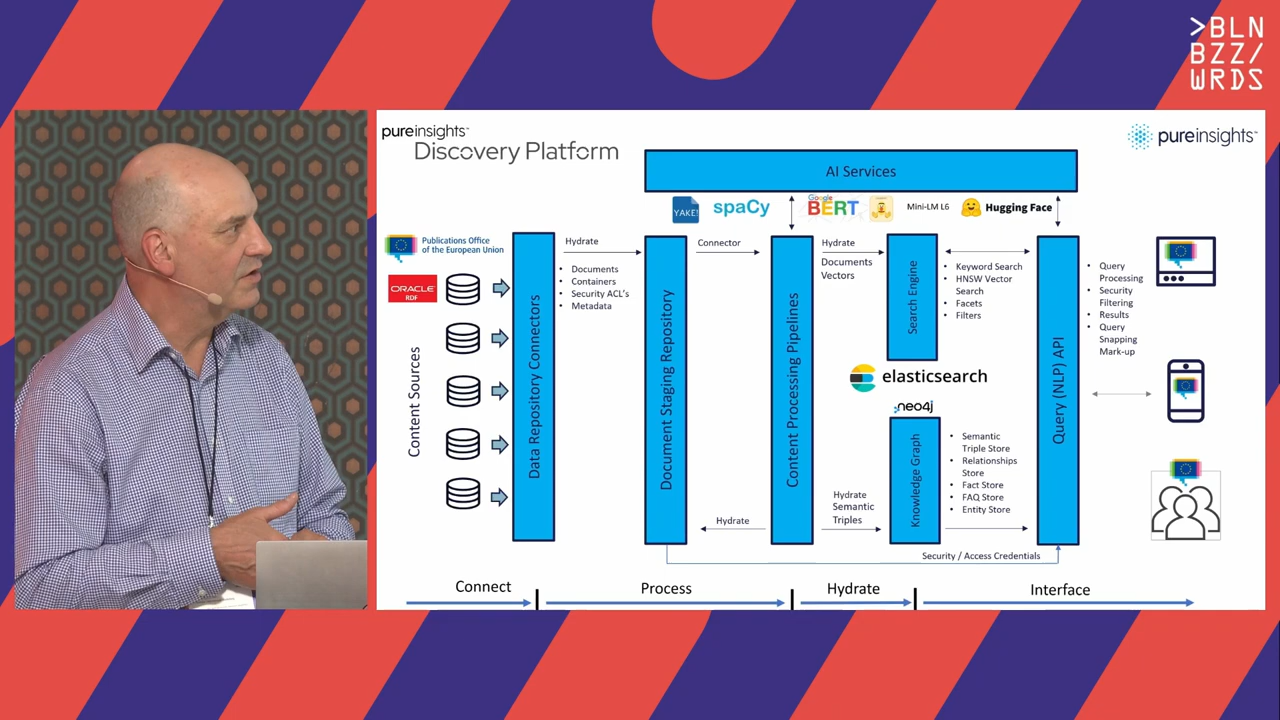 >BLN
BZZ/
WRDS
pureinsights™
Discovery Platform
pureinsights™
AI Services
YAKE!
spaCy
Google
BERT
Mini-LM L6
Hugging Face
Publications Office
of the European Union
ORACLE
RDF
Content Sources
Data Repository Connectors
Hydrate
• Documents
• Containers
• Security ACL's
• Metadata
Document Staging Repository
Connector
Hydrate
Content Processing Pipelines
Hydrate
Documents
Vectors
Search Engine
• Keyword Search
• HNSW Vector
Search
• Facets
• Filters
elasticsearch
neo4j
Hydrate
Semantic
Triples
Knowledge Graph
• Semantic
Triple Store
• Relationships
Store
• Fact Store
• FAQ Store
• Entity Store
Security / Access Credentials
Query (NLP) API
• Query
Processing
• Security
Filtering
• Results
• Query
Snapping
Mark-up
Connect
Process
Hydrate
Interface